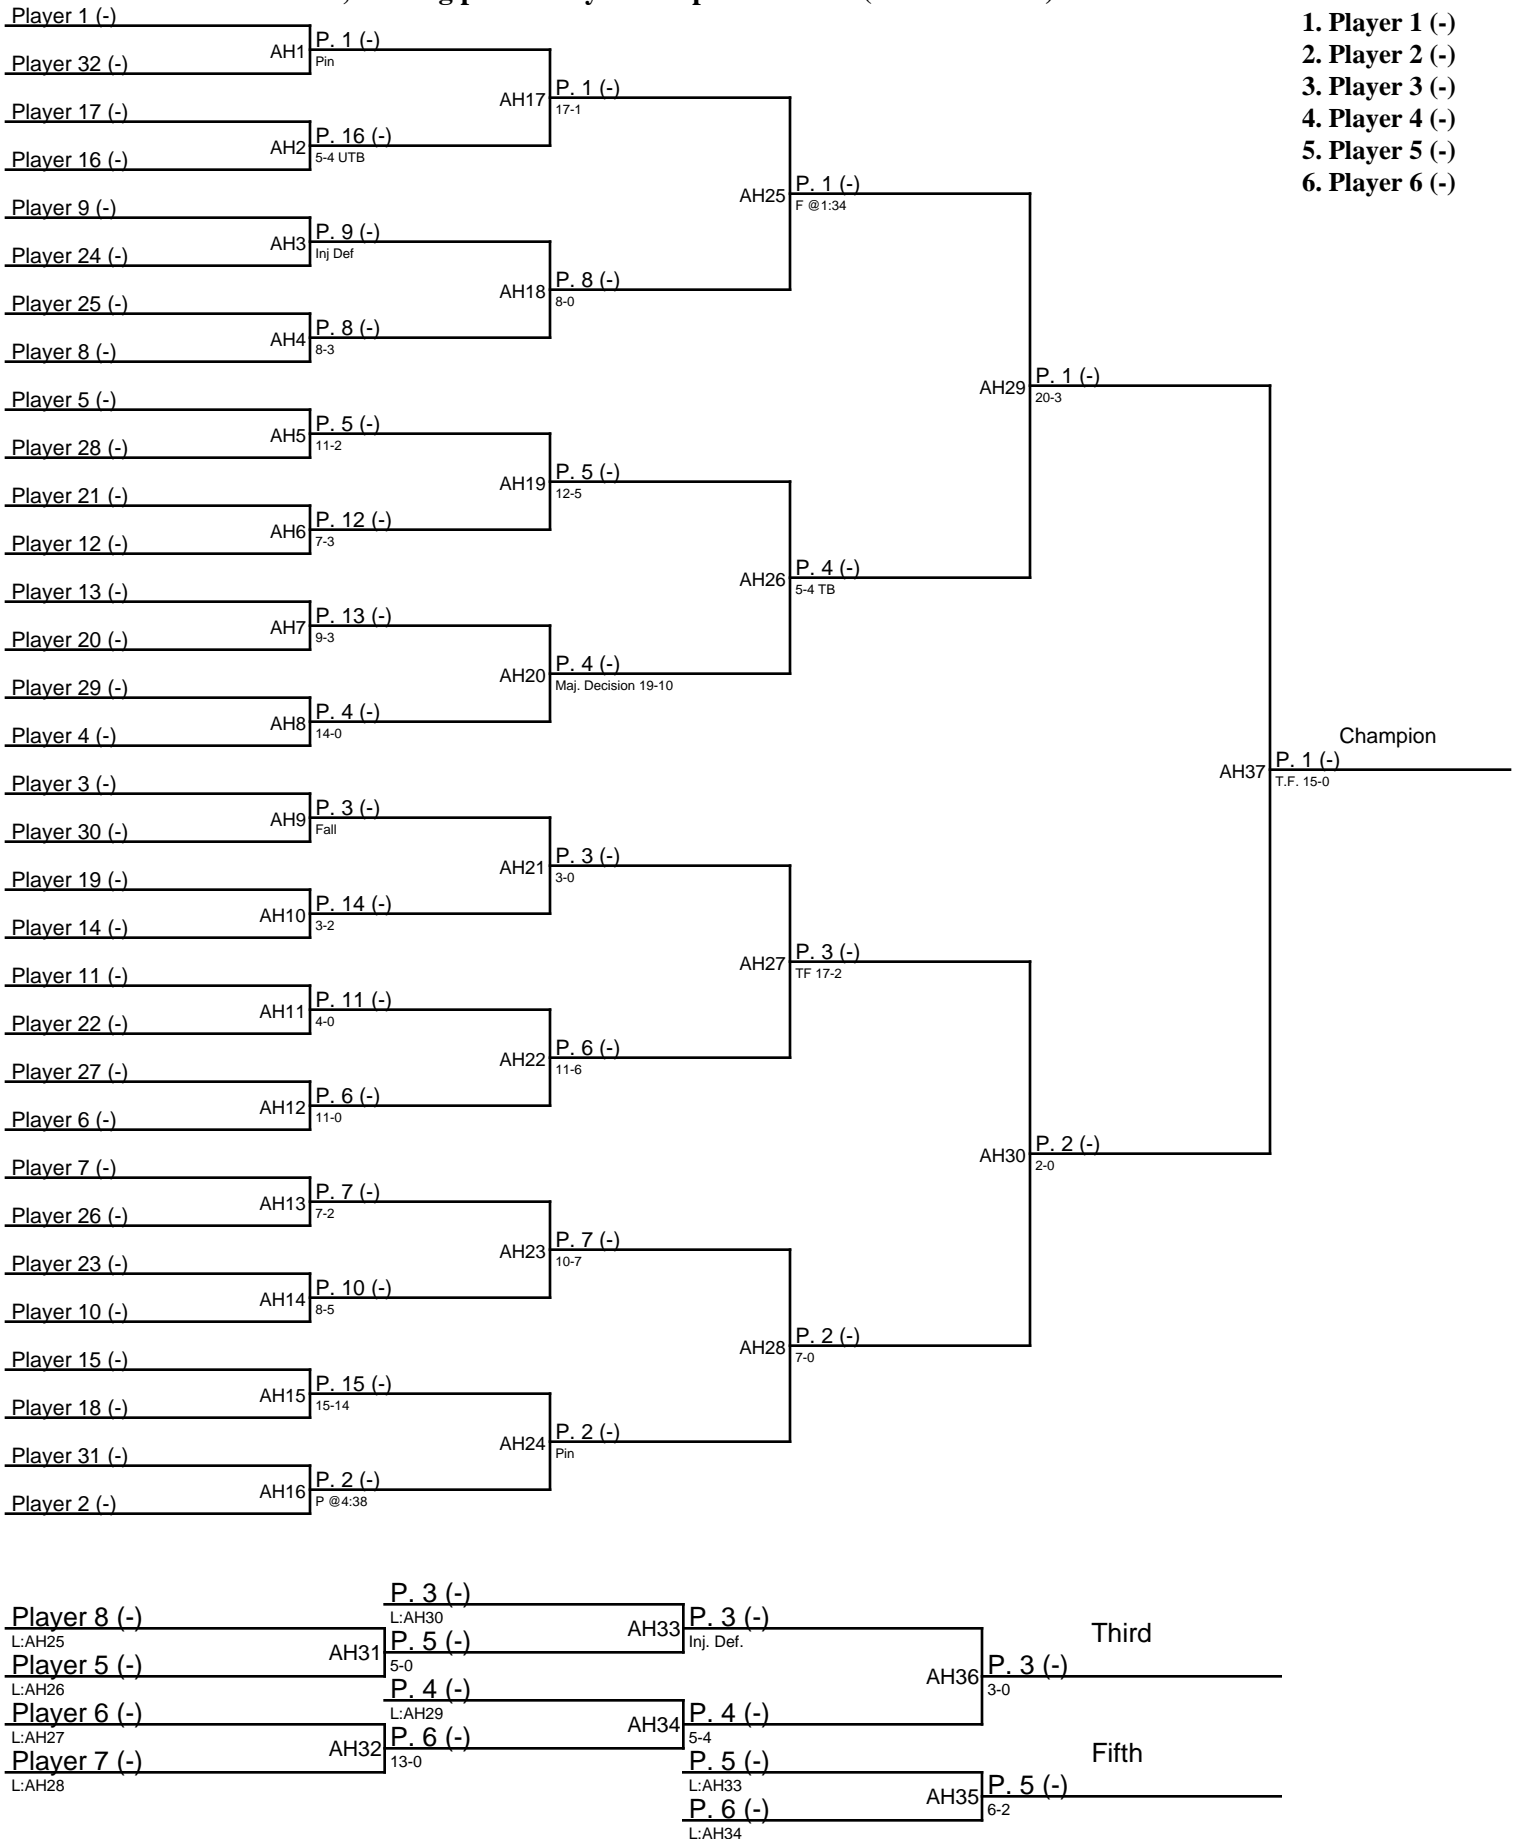 1. Player 1 (-)
2. Player 2 (-)
3. Player 3 (-)
4. Player 4 (-)
5. Player 5 (-)
6. Player 6 (-)
Player 1 (-)
AH1
Player 32 (-)
P. 1 (-)
Pin
Player 17 (-)
AH2
Player 16 (-)
P. 16 (-)
5-4 UTB
AH17
P. 1 (-)
17-1
Player 9 (-)
AH3
Player 24 (-)
P. 9 (-)
Inj Def
Player 25 (-)
AH4
Player 8 (-)
P. 8 (-)
8-3
AH18
P. 8 (-)
8-0
AH25
P. 1 (-)
F @1:34
Player 5 (-)
AH5
Player 28 (-)
P. 5 (-)
11-2
Player 21 (-)
AH6
Player 12 (-)
P. 12 (-)
7-3
AH19
P. 5 (-)
12-5
Player 13 (-)
AH7
Player 20 (-)
P. 13 (-)
9-3
Player 29 (-)
AH8
Player 4 (-)
P. 4 (-)
14-0
AH20
P. 4 (-)
Maj. Decision 19-10
AH26
P. 4 (-)
5-4 TB
AH29
P. 1 (-)
20-3
Player 3 (-)
AH9
Player 30 (-)
P. 3 (-)
Fall
Player 19 (-)
AH10
Player 14 (-)
P. 14 (-)
3-2
AH21
P. 3 (-)
3-0
Player 11 (-)
AH11
Player 22 (-)
P. 11 (-)
4-0
Player 27 (-)
AH12
Player 6 (-)
P. 6 (-)
11-0
AH22
P. 6 (-)
11-6
AH27
P. 3 (-)
TF 17-2
Player 7 (-)
AH13
Player 26 (-)
P. 7 (-)
7-2
Player 23 (-)
AH14
Player 10 (-)
P. 10 (-)
8-5
AH23
P. 7 (-)
10-7
Player 15 (-)
AH15
Player 18 (-)
P. 15 (-)
15-14
Player 31 (-)
AH16
Player 2 (-)
P. 2 (-)
P @4:38
AH24
P. 2 (-)
Pin
AH28
P. 2 (-)
7-0
AH30
P. 2 (-)
2-0
Champion
AH37
P. 1 (-)
T.F. 15-0
Player 8 (-)
L:AH25
AH31
Player 5 (-)
L:AH26
Player 6 (-)
L:AH27
AH32
Player 7 (-)
L:AH28
P. 3 (-)
L:AH30
AH33
P. 5 (-)
5-0
P. 4 (-)
L:AH29
AH34
P. 6 (-)
13-0
P. 3 (-)
Inj. Def.
AH36
P. 4 (-)
5-4
Third
P. 3 (-)
3-0
P. 5 (-)
L:AH33
AH35
P. 6 (-)
L:AH34
Fifth
P. 5 (-)
6-2